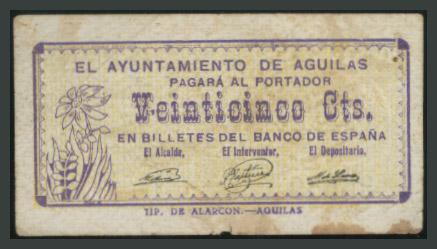 EL AYUNTAMIENTO DE AGUILAS
PAGARÁ AL PORTADOR
Veinticinco Cts.
EN BILLETES DEL BANCO DE ESPAÑA
El Alcalde, El Interventor, El Depositario,
TIP. DE ALARCON.—AGUILAS